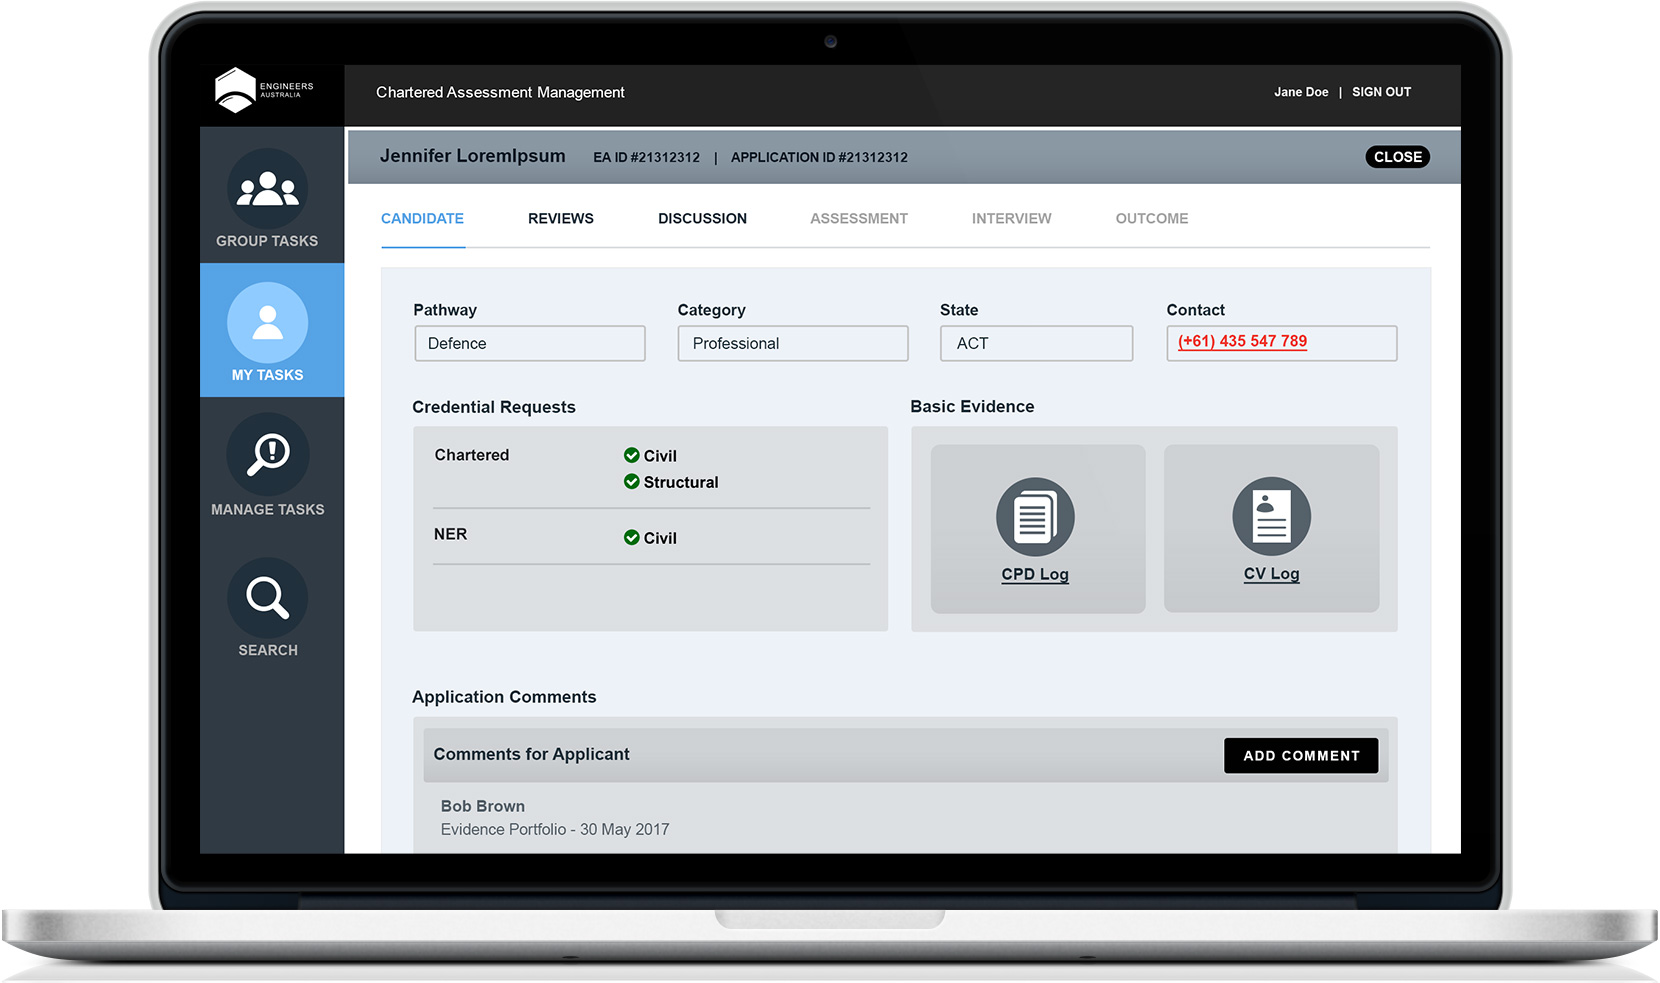 ENGINEERS
AUSTRALIA
Chartered Assessment Management
Jane Doe | SIGN OUT
Jennifer LoremIpsum EA ID #21312312 | APPLICATION ID #21312312
CLOSE
GROUP TASKS
MY TASKS
MANAGE TASKS
SEARCH
CANDIDATE REVIEWS DISCUSSION ASSESSMENT INTERVIEW OUTCOME
Pathway Category State Contact
Defence Professional ACT (+61) 435 547 789
Credential Requests
Chartered Civil
Structural
NER Civil
Basic Evidence
CPD Log CV Log
Application Comments
Comments for Applicant ADD COMMENT
Bob Brown
Evidence Portfolio - 30 May 2017